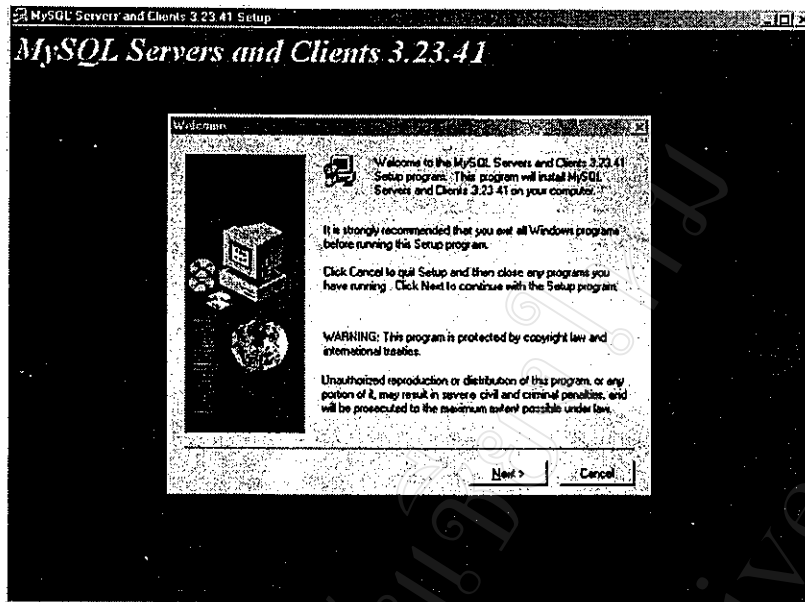 MySQL Servers and Clients 3.23.41 Setup
MySQL Servers and Clients 3.23.41
Welcome
Welcome to the MySQL Servers and Clients 3.23.41
Setup program. This program will install MySQL
Servers and Clients 3.23.41 on your computer.
It is strongly recommended that you exit all Windows programs
before running this Setup program.
Click Cancel to quit Setup and then close any programs you
have running. Click Next to continue with the Setup program.
WARNING: This program is protected by copyright law and
international treaties.
Unauthorized reproduction or distribution of this program, or any
portion of it, may result in severe civil and criminal penalties, and
will be prosecuted to the maximum extent possible under law.
Next >
Cancel